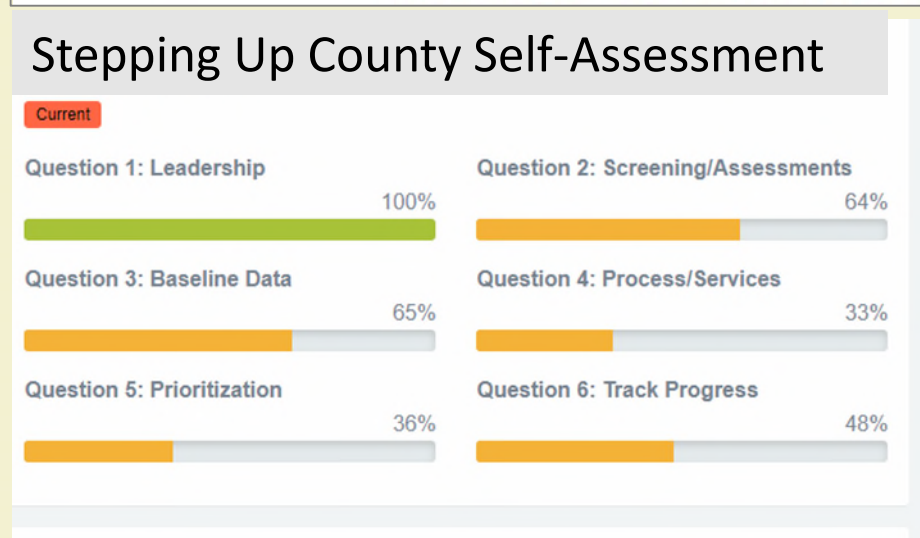 Stepping Up County Self-Assessment
Current
Question 1: Leadership
100%
Question 2: Screening/Assessments
64%
Question 3: Baseline Data
65%
Question 4: Process/Services
33%
Question 5: Prioritization
36%
Question 6: Track Progress
48%